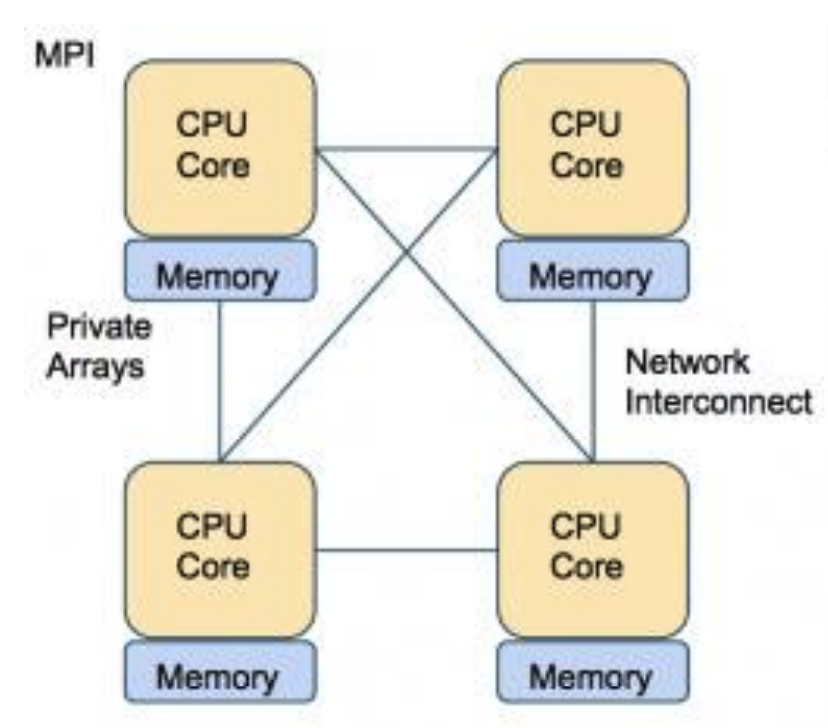 MPI
CPU
Core
CPU
Core
Memory
Memory
Private
Arrays
Network
Interconnect
CPU
Core
CPU
Core
Memory
Memory